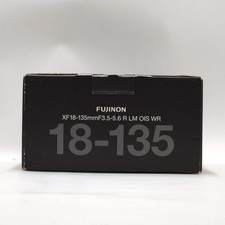 FUJINON
XF18-135mmF3.5-5.6 R LM OIS WR
18-135